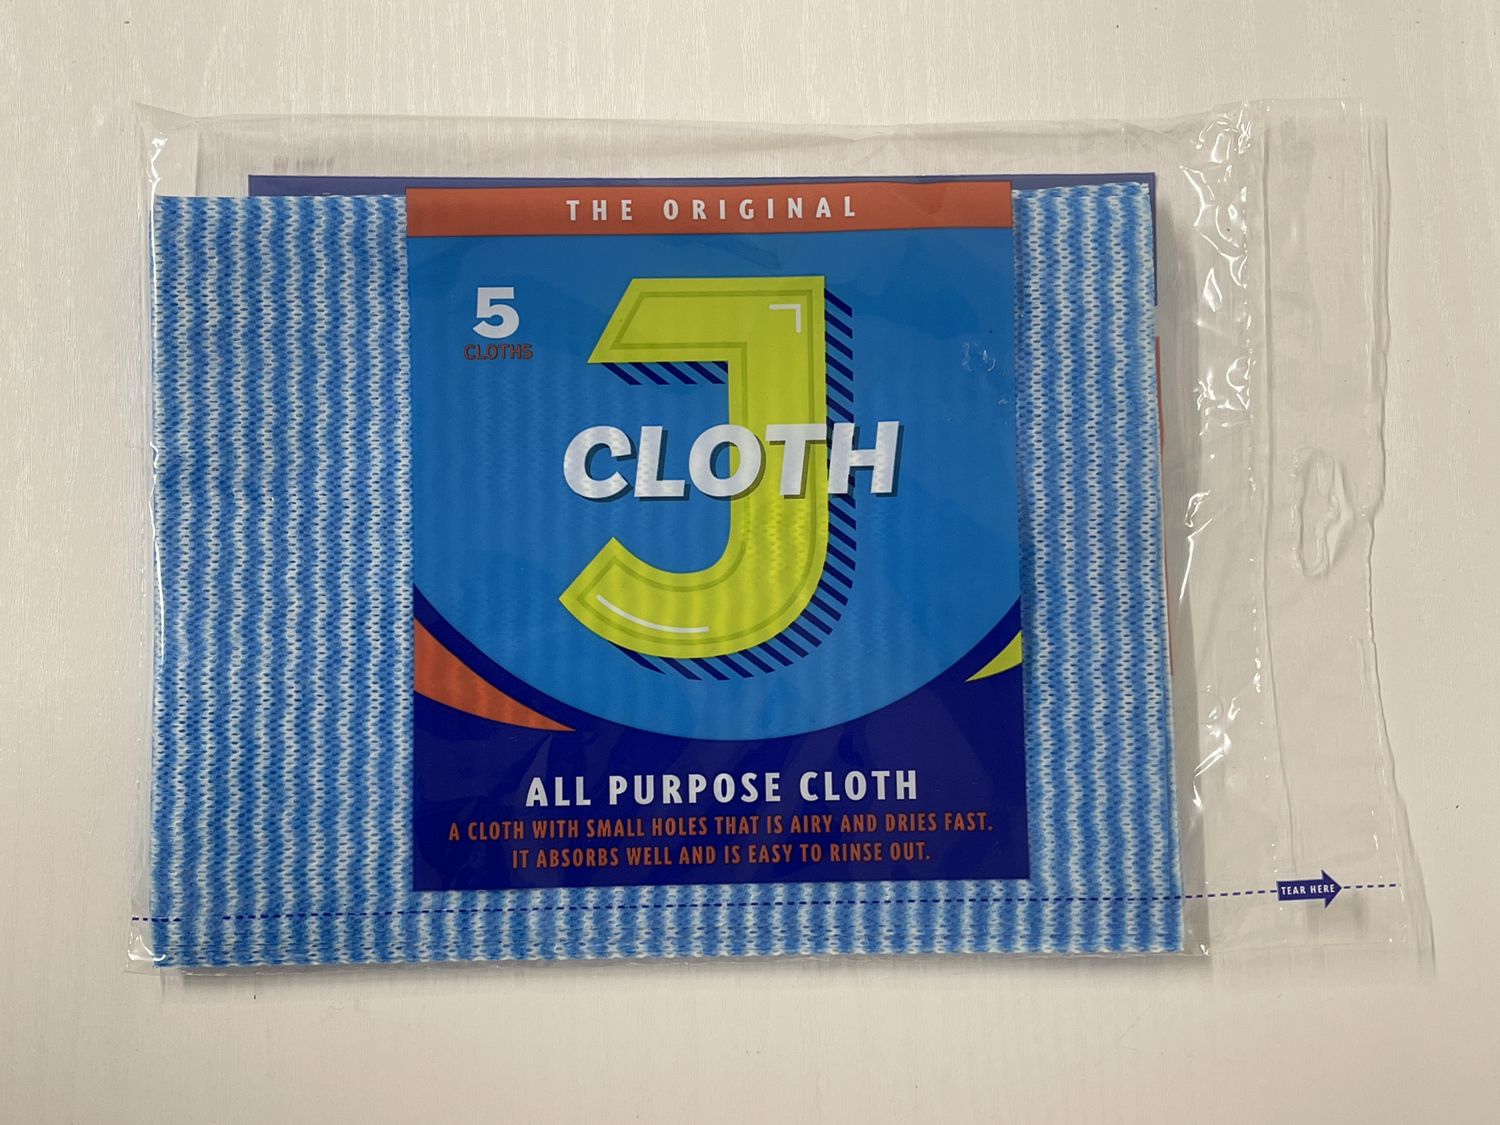 THE ORIGINAL
5
CLOTHS
J
CLOTH
ALL PURPOSE CLOTH
A CLOTH WITH SMALL HOLES THAT IS AIRY AND DRIES FAST.
IT ABSORBS WELL AND IS EASY TO RINSE OUT.
TEAR HERE